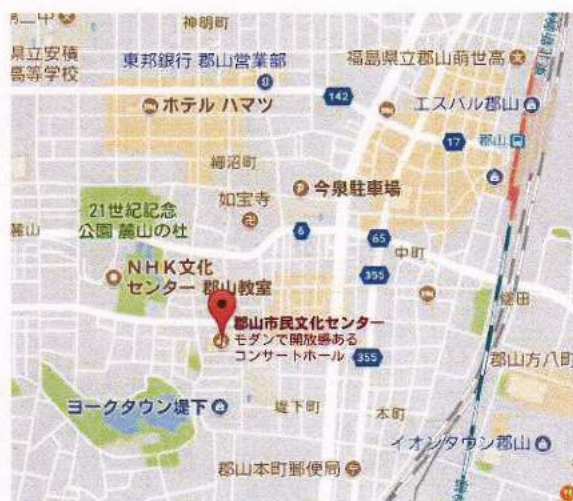 二中
神明町
県立安積
高等学校
東邦銀行 郡山営業部
福島県立郡山萌世高
ホテル ハマツ
142
エスパル郡山
郡山
17
細沼町
今泉駐車場
如宝寺
21世紀記念
公園 麓山の杜
麓山
6
65
中町
355
NHK文化
センター 郡山教室
郡山市民文化センター
モダンで開放感ある
コンサートホール
355
郡山方八町
ヨークタウン堤下
堤下町
本町
イオンタウン郡山
郡山本町郵便局